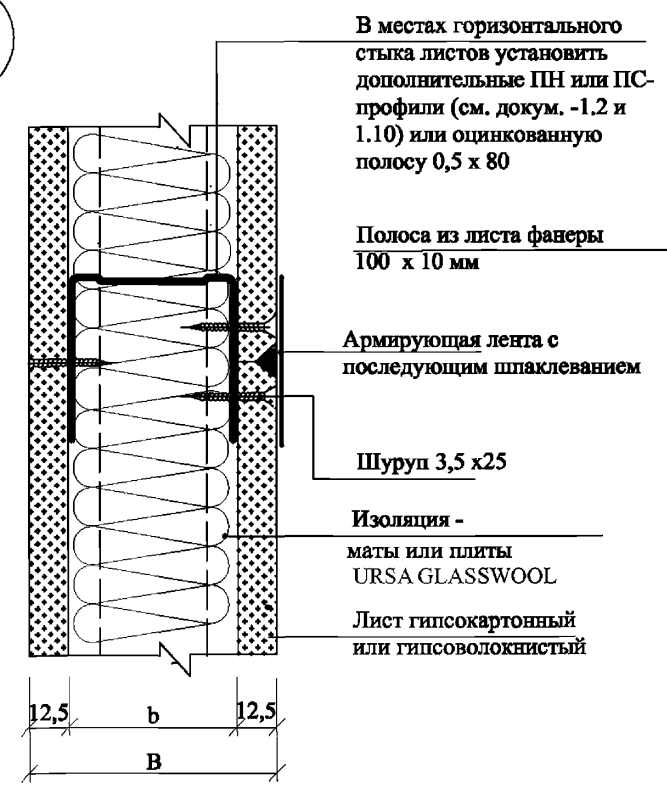 В местах горизонтального
стыка листов установить
дополнительные ПН или ПС-
профили (см. докум. -1.2 и
1.10) или оцинкованную
полосу 0,5 х 80
Полоса из листа фанеры
100 х 10 мм
Армирующая лента с
последующим шпаклеванием
Шуруп 3,5 х25
Изоляция -
маты или плиты
URSA GLASSWOOL
Лист гипсокартонный
или гипсоволокнистый
12,5 b 12,5
B